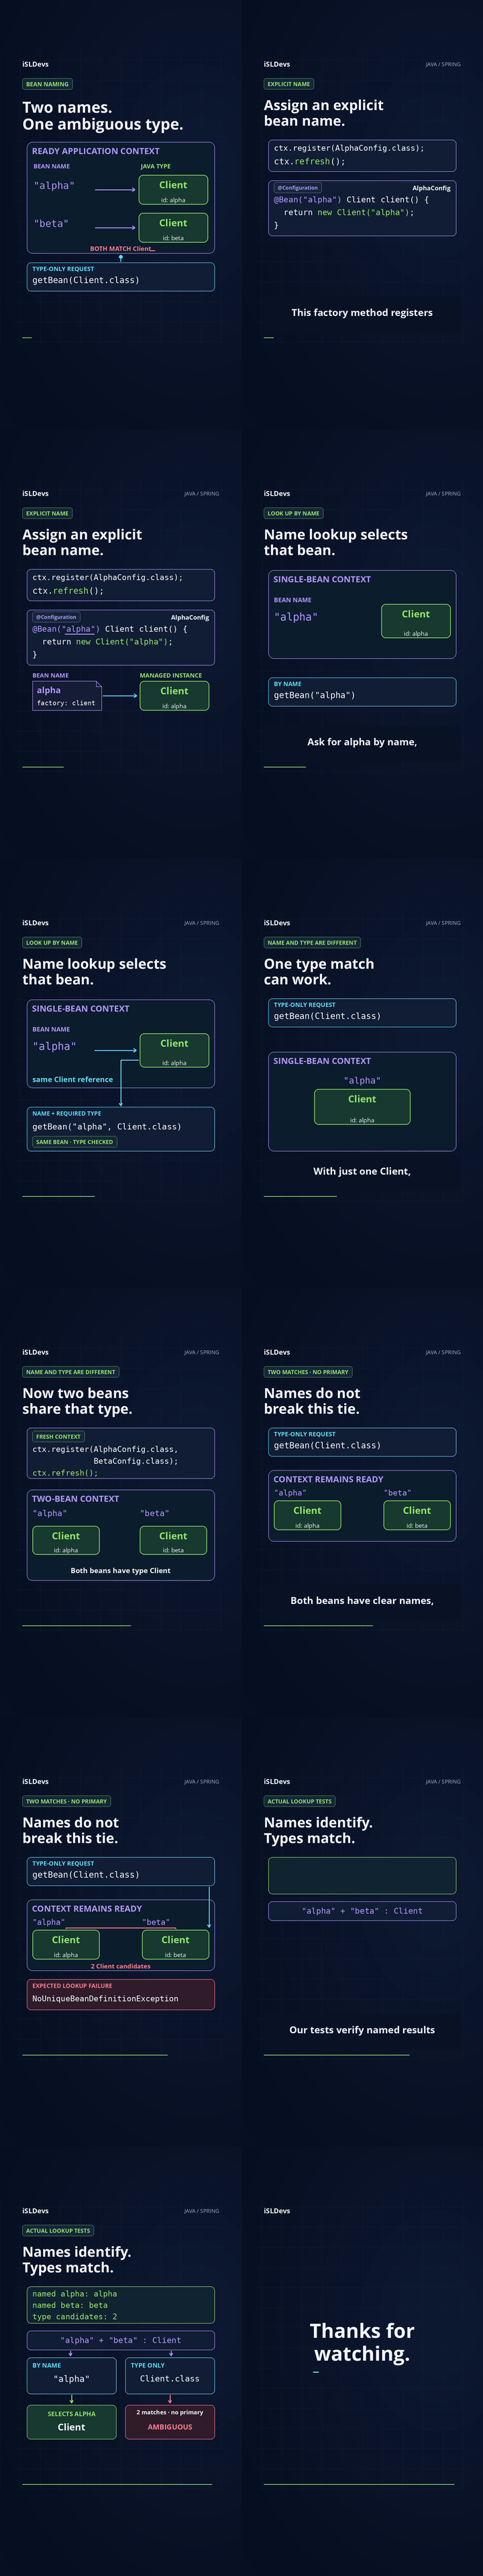 iSLDevs
BEAN NAMING
Two names.
One ambiguous type.
READY APPLICATION CONTEXT
BEAN NAME
JAVA TYPE
"alpha"
Client
id: alpha
"beta"
Client
id: beta
BOTH MATCH Client
TYPE-ONLY REQUEST
getBean(Client.class)
JAVA / SPRING
EXPLICIT NAME
Assign an explicit
bean name.
ctx.register(AlphaConfig.class);
ctx.refresh();
@Configuration
AlphaConfig
@Bean("alpha") Client client() {
return new Client("alpha");
}
This factory method registers
iSLDevs
JAVA / SPRING
EXPLICIT NAME
Assign an explicit
bean name.
ctx.register(AlphaConfig.class);
ctx.refresh();
@Configuration
AlphaConfig
@Bean("alpha") Client client() {
return new Client("alpha");
}
BEAN NAME
MANAGED INSTANCE
alpha
factory: client
Client
id: alpha
iSLDevs
JAVA / SPRING
LOOK UP BY NAME
Name lookup selects
that bean.
SINGLE-BEAN CONTEXT
BEAN NAME
"alpha"
Client
id: alpha
BY NAME
getBean("alpha")
Ask for alpha by name,
iSLDevs
JAVA / SPRING
LOOK UP BY NAME
Name lookup selects
that bean.
SINGLE-BEAN CONTEXT
BEAN NAME
"alpha"
Client
id: alpha
same Client reference
NAME + REQUIRED TYPE
getBean("alpha", Client.class)
SAME BEAN · TYPE CHECKED
iSLDevs
JAVA / SPRING
NAME AND TYPE ARE DIFFERENT
One type match
can work.
TYPE-ONLY REQUEST
getBean(Client.class)
SINGLE-BEAN CONTEXT
"alpha"
Client
id: alpha
With just one Client,
iSLDevs
JAVA / SPRING
NAME AND TYPE ARE DIFFERENT
Now two beans
share that type.
FRESH CONTEXT
ctx.register(AlphaConfig.class,
BetaConfig.class);
ctx.refresh();
TWO-BEAN CONTEXT
"alpha"
"beta"
Client
id: alpha
Client
id: beta
Both beans have type Client
iSLDevs
JAVA / SPRING
TWO MATCHES · NO PRIMARY
Names do not
break this tie.
TYPE-ONLY REQUEST
getBean(Client.class)
CONTEXT REMAINS READY
"alpha"
"beta"
Client
id: alpha
Client
id: beta
Both beans have clear names,
iSLDevs
JAVA / SPRING
TWO MATCHES · NO PRIMARY
Names do not
break this tie.
TYPE-ONLY REQUEST
getBean(Client.class)
CONTEXT REMAINS READY
"alpha"
"beta"
Client
id: alpha
Client
id: beta
2 Client candidates
EXPECTED LOOKUP FAILURE
NoUniqueBeanDefinitionException
iSLDevs
JAVA / SPRING
ACTUAL LOOKUP TESTS
Names identify.
Types match.
"alpha" + "beta" : Client
Our tests verify named results
iSLDevs
JAVA / SPRING
ACTUAL LOOKUP TESTS
Names identify.
Types match.
named alpha: alpha
named beta: beta
type candidates: 2
"alpha" + "beta" : Client
BY NAME
"alpha"
TYPE ONLY
Client.class
SELECTS ALPHA
Client
2 matches · no primary
AMBIGUOUS
iSLDevs
Thanks for
watching.